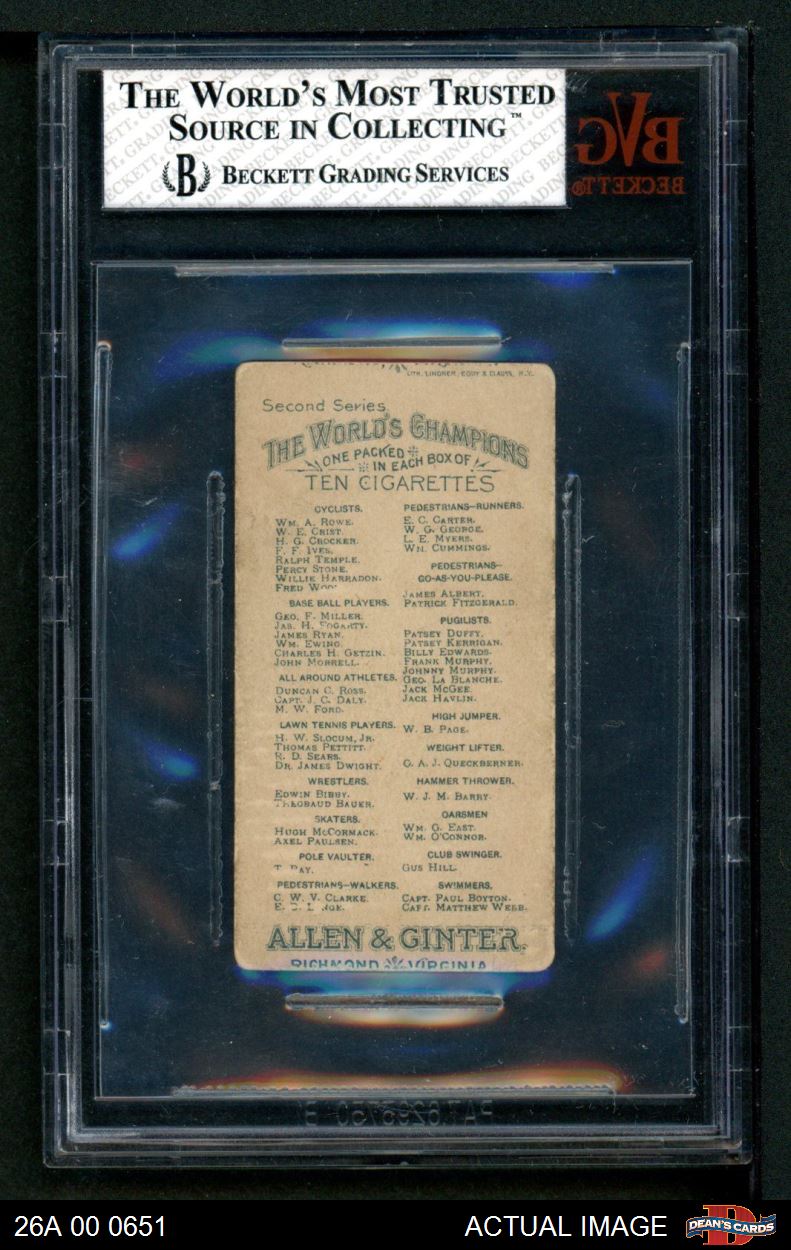 THE WORLD'S MOST TRUSTED
SOURCE IN COLLECTING™
B BECKETT GRADING SERVICES
BVG
BECKETT®
LITH. LINDNER, EDDY & CLAUSS, N.Y.
Second Series
THE WORLD'S CHAMPIONS
ONE PACKED
IN EACH BOX OF
TEN CIGARETTES
CYCLISTS.
WM. A. ROWE.
W. E. CRIST.
H. G. CROCKER.
F. F. IVES.
RALPH TEMPLE.
PERCY STONE.
WILLIE HARRADON.
FRED
BASE BALL PLAYERS.
GEO. F. MILLER.
JAS. H. FOGARTY.
JAMES RYAN.
WM. EWING.
CHARLES H. GETZIN.
JOHN MORRELL.
ALL AROUND ATHLETES.
DUNCAN C. ROSS.
CAPT. J. C. DALY.
M. W. FORD.
LAWN TENNIS PLAYERS.
H. W. SLOCUM, JR.
THOMAS PETTITT.
R. D. SEARS.
DR. JAMES DWIGHT.
WRESTLERS.
EDWIN BIBBY.
THEOBAUD BAUER.
SKATERS.
HUGH MCCORMACK.
AXEL PAULSEN.
POLE VAULTER.
PEDESTRIANS-WALKERS.
C. W. V. CLARKE.
E.
PEDESTRIANS-RUNNERS.
E. C. CARTER.
W. G. GEORGE.
L. E. MYERS.
WM. CUMMINGS.
PEDESTRIANS-
GO-AS-YOU-PLEASE.
JAMES ALBERT.
PATRICK FITZGERALD.
PUGILISTS.
PATSEY DUFFY.
PATSEY KERRIGAN.
BILLY EDWARDS.
FRANK MURPHY.
JOHNNY MURPHY.
GEO. LA BLANCHE.
JACK MCGEE.
JACK HAVLIN.
HIGH JUMPER.
W. B. PAGE.
WEIGHT LIFTER.
C. A. J. QUECKBERNER.
HAMMER THROWER.
W. J. M. BARRY.
OARSMEN
WM. G. EAST.
WM. O'CONNOR.
CLUB SWINGER.
GUS HILL.
SWIMMERS.
CAPT. PAUL BOYTON.
CAPT. MATTHEW WEBB.
ALLEN & GINTER.
RICHMOND VIRGINIA
26A 00 0651
ACTUAL IMAGE
DEAN'S CARDS